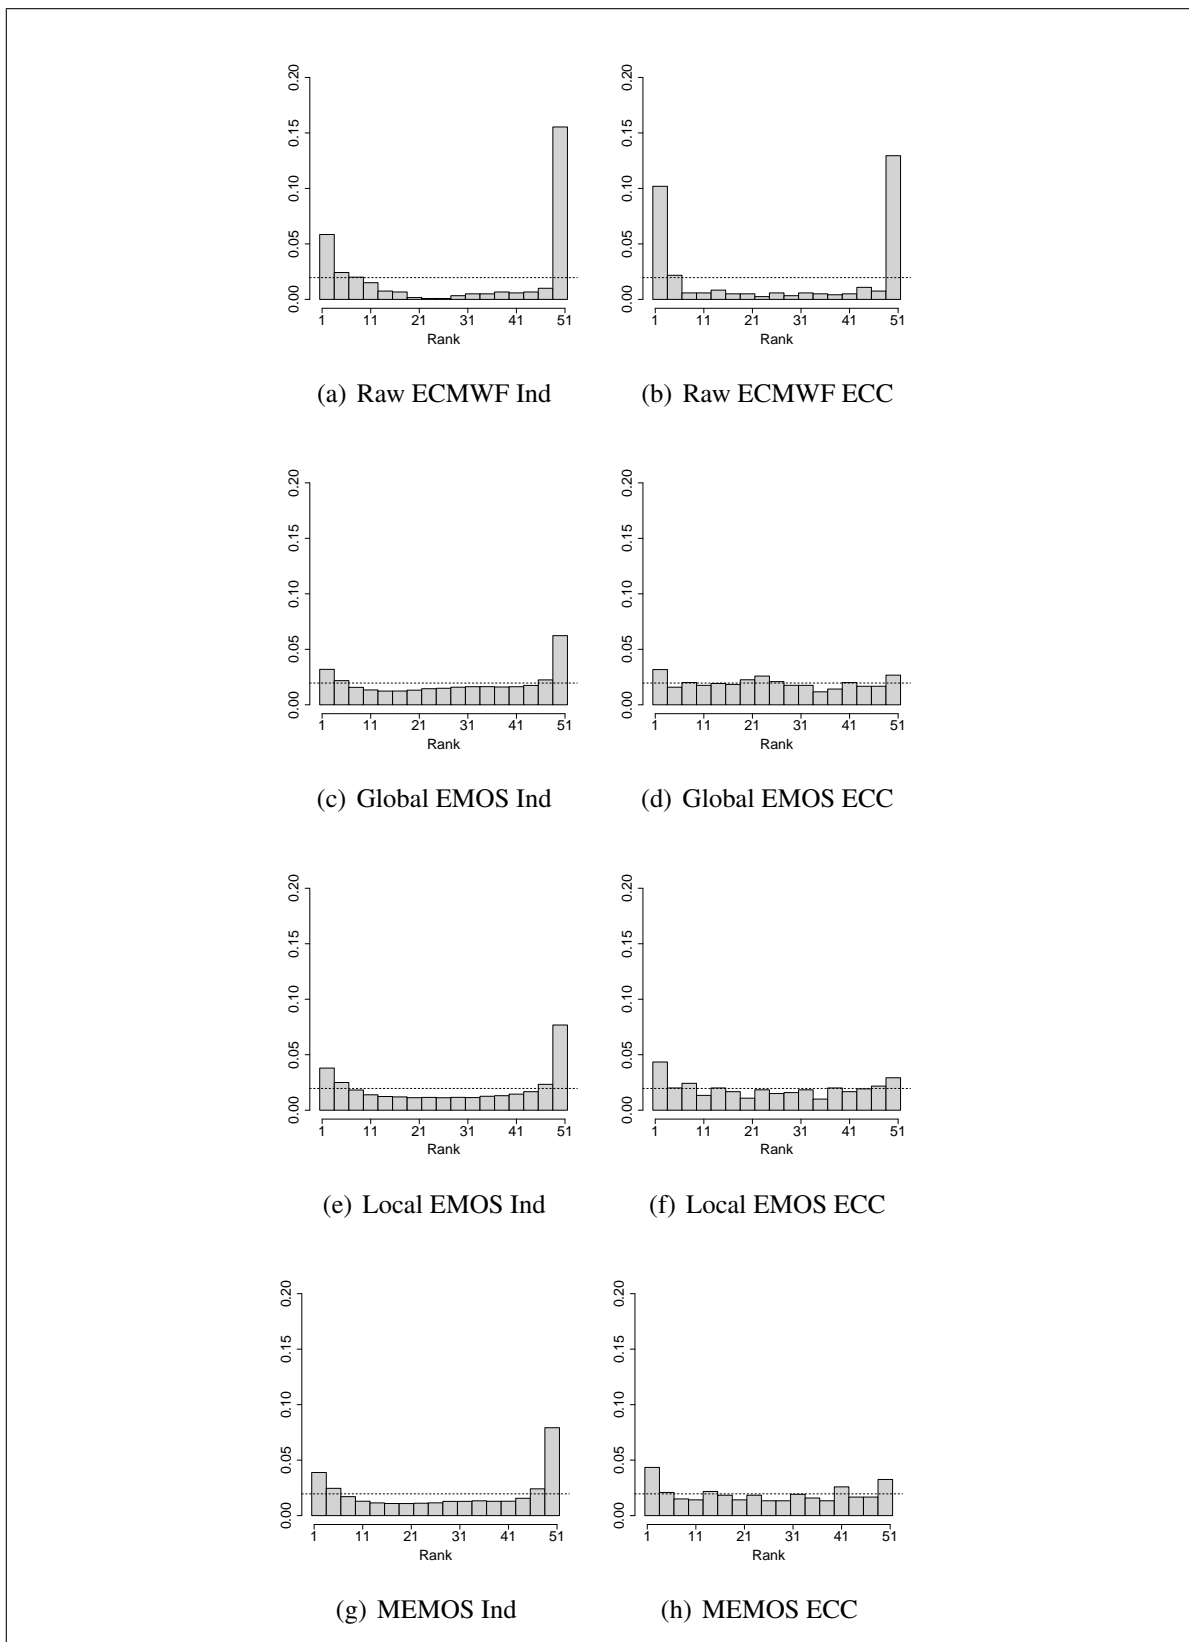 0.00 0.05 0.10 0.15 0.20
1 11 21 31 41 51
Rank
(a) Raw ECMWF Ind
0.00 0.05 0.10 0.15 0.20
1 11 21 31 41 51
Rank
(b) Raw ECMWF ECC
0.00 0.05 0.10 0.15 0.20
1 11 21 31 41 51
Rank
(c) Global EMOS Ind
0.00 0.05 0.10 0.15 0.20
1 11 21 31 41 51
Rank
(d) Global EMOS ECC
0.00 0.05 0.10 0.15 0.20
1 11 21 31 41 51
Rank
(e) Local EMOS Ind
0.00 0.05 0.10 0.15 0.20
1 11 21 31 41 51
Rank
(f) Local EMOS ECC
0.00 0.05 0.10 0.15 0.20
1 11 21 31 41 51
Rank
(g) MEMOS Ind
0.00 0.05 0.10 0.15 0.20
1 11 21 31 41 51
Rank
(h) MEMOS ECC